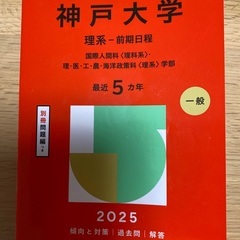 神戸大学
理系－前期日程
国際人間科〈理科系〉・
理・医・工・農・海洋政策科〈理系〉学部
最近5カ年
一般
別冊問題編
2025
傾向と対策｜過去問｜解答